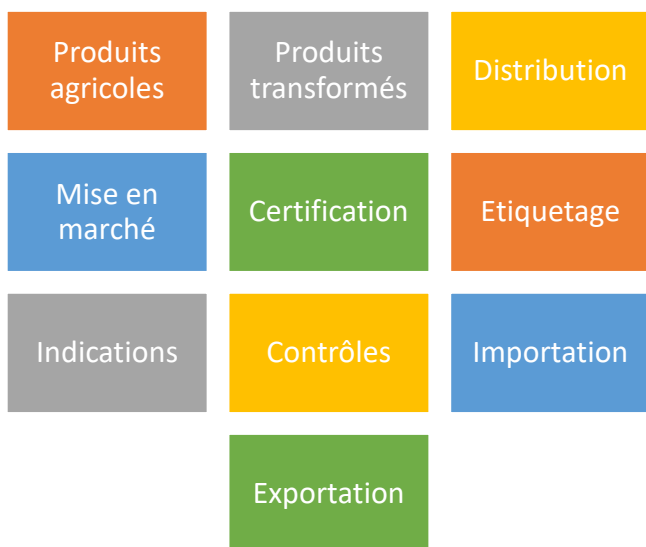 Produits
agricoles
Produits
transformés
Distribution
Mise en
marché
Certification
Etiquetage
Indications
Contrôles
Importation
Exportation